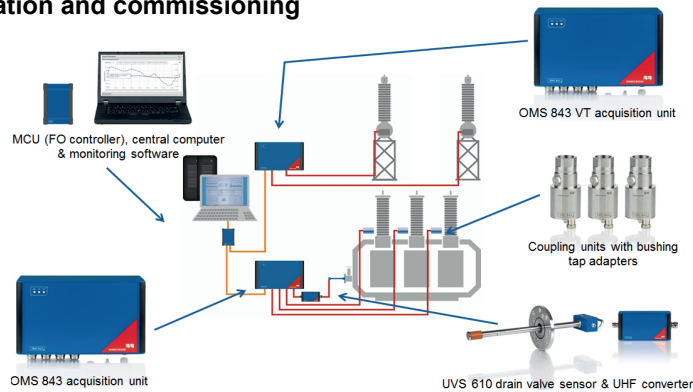 ation and commissioning
OMS 843 VT acquisition unit
MCU (FO controller), central computer
& monitoring software
Coupling units with bushing
tap adapters
OMS 843 acquisition unit
UVS 610 drain valve sensor & UHF converter